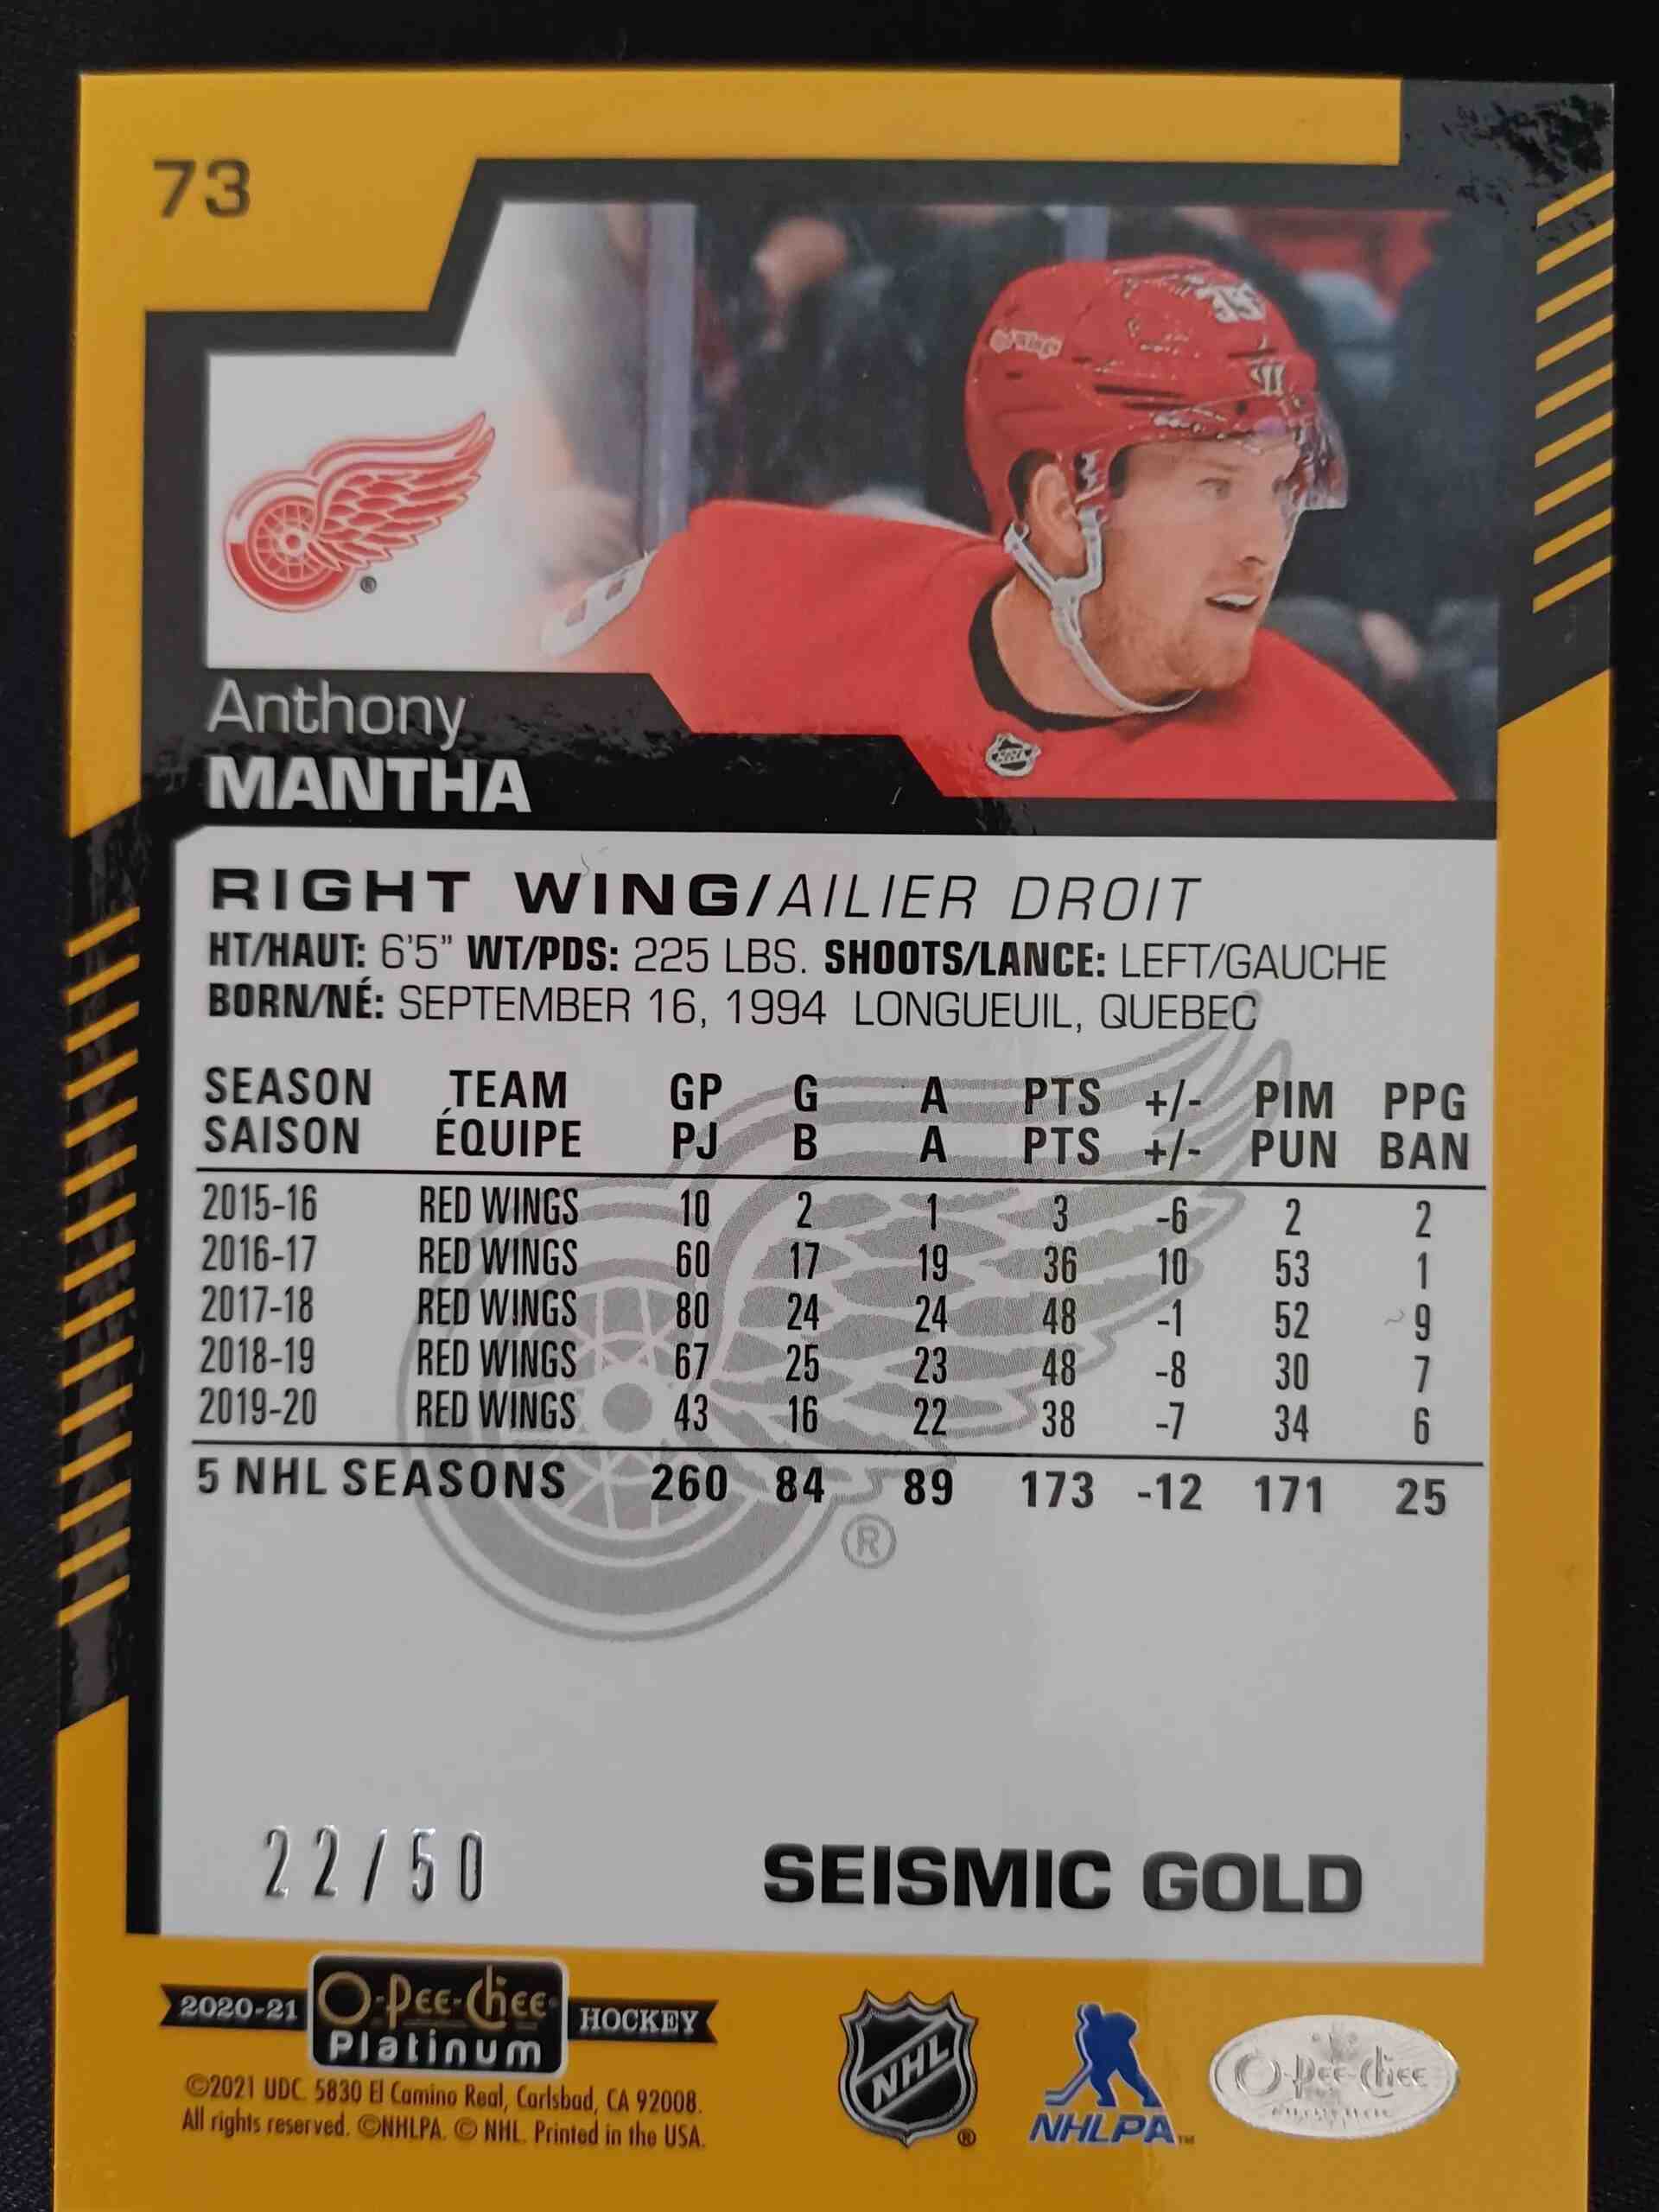 73
Anthony
MANTHA
RIGHT WING/AILIER DROIT
HT/HAUT: 6'5" WT/PDS: 225 LBS. SHOOTS/LANCE: LEFT/GAUCHE
BORN/NÉ: SEPTEMBER 16, 1994 LONGUEUIL, QUEBEC
SEASON TEAM GP G A PTS +/- PIM PPG
SAISON ÉQUIPE PJ B A PTS +/- PUN BAN
2015-16 RED WINGS 10 2 1 3 -6 2 2
2016-17 RED WINGS 60 17 19 36 10 53 1
2017-18 RED WINGS 80 24 24 48 -1 52 9
2018-19 RED WINGS 67 25 23 48 -8 30 7
2019-20 RED WINGS 43 16 22 38 -7 34 6
5 NHL SEASONS 260 84 89 173 -12 171 25
®
22/50 SEISMIC GOLD
2020-21 O-Pee-Chee Platinum HOCKEY
©2021 UDC. 5830 El Camino Real, Carlsbad, CA 92008.
All rights reserved. ©NHLPA. © NHL. Printed in the USA.
NHL ®
NHLPA ™
O-Pee-Chee